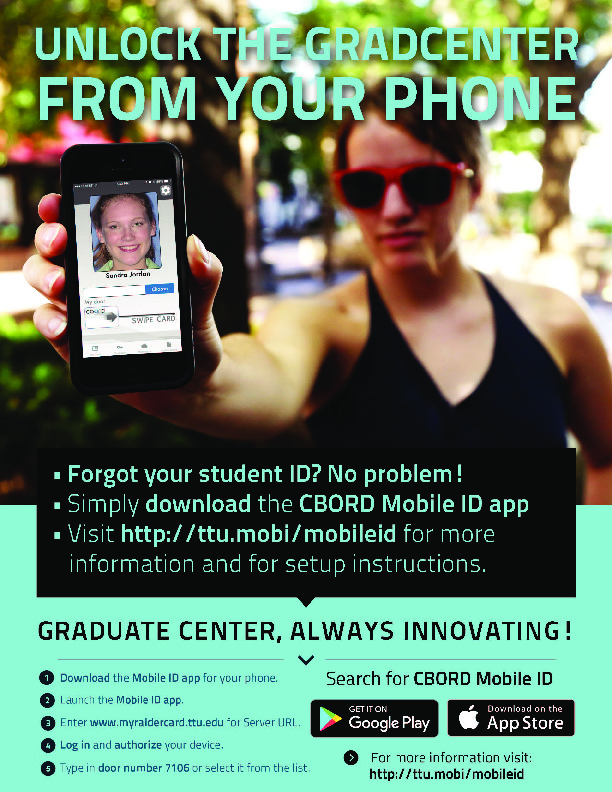 UNLOCK THE GRADCENTER
FROM YOUR PHONE
Sandra Jordan
Choose
SWIPE CARD
• Forgot your student ID? No problem!
• Simply download the CBORD Mobile ID app
• Visit http://ttu.mobi/mobileid for more
information and for setup instructions.
GRADUATE CENTER, ALWAYS INNOVATING!
1 Download the Mobile ID app for your phone.
2 Launch the Mobile ID app.
3 Enter www.myraidercard.ttu.edu for Server URL.
4 Log in and authorize your device.
5 Type in door number 7106 or select it from the list.
Search for CBORD Mobile ID
GET IT ON
Google Play
Download on the
App Store
For more information visit:
http://ttu.mobi/mobileid